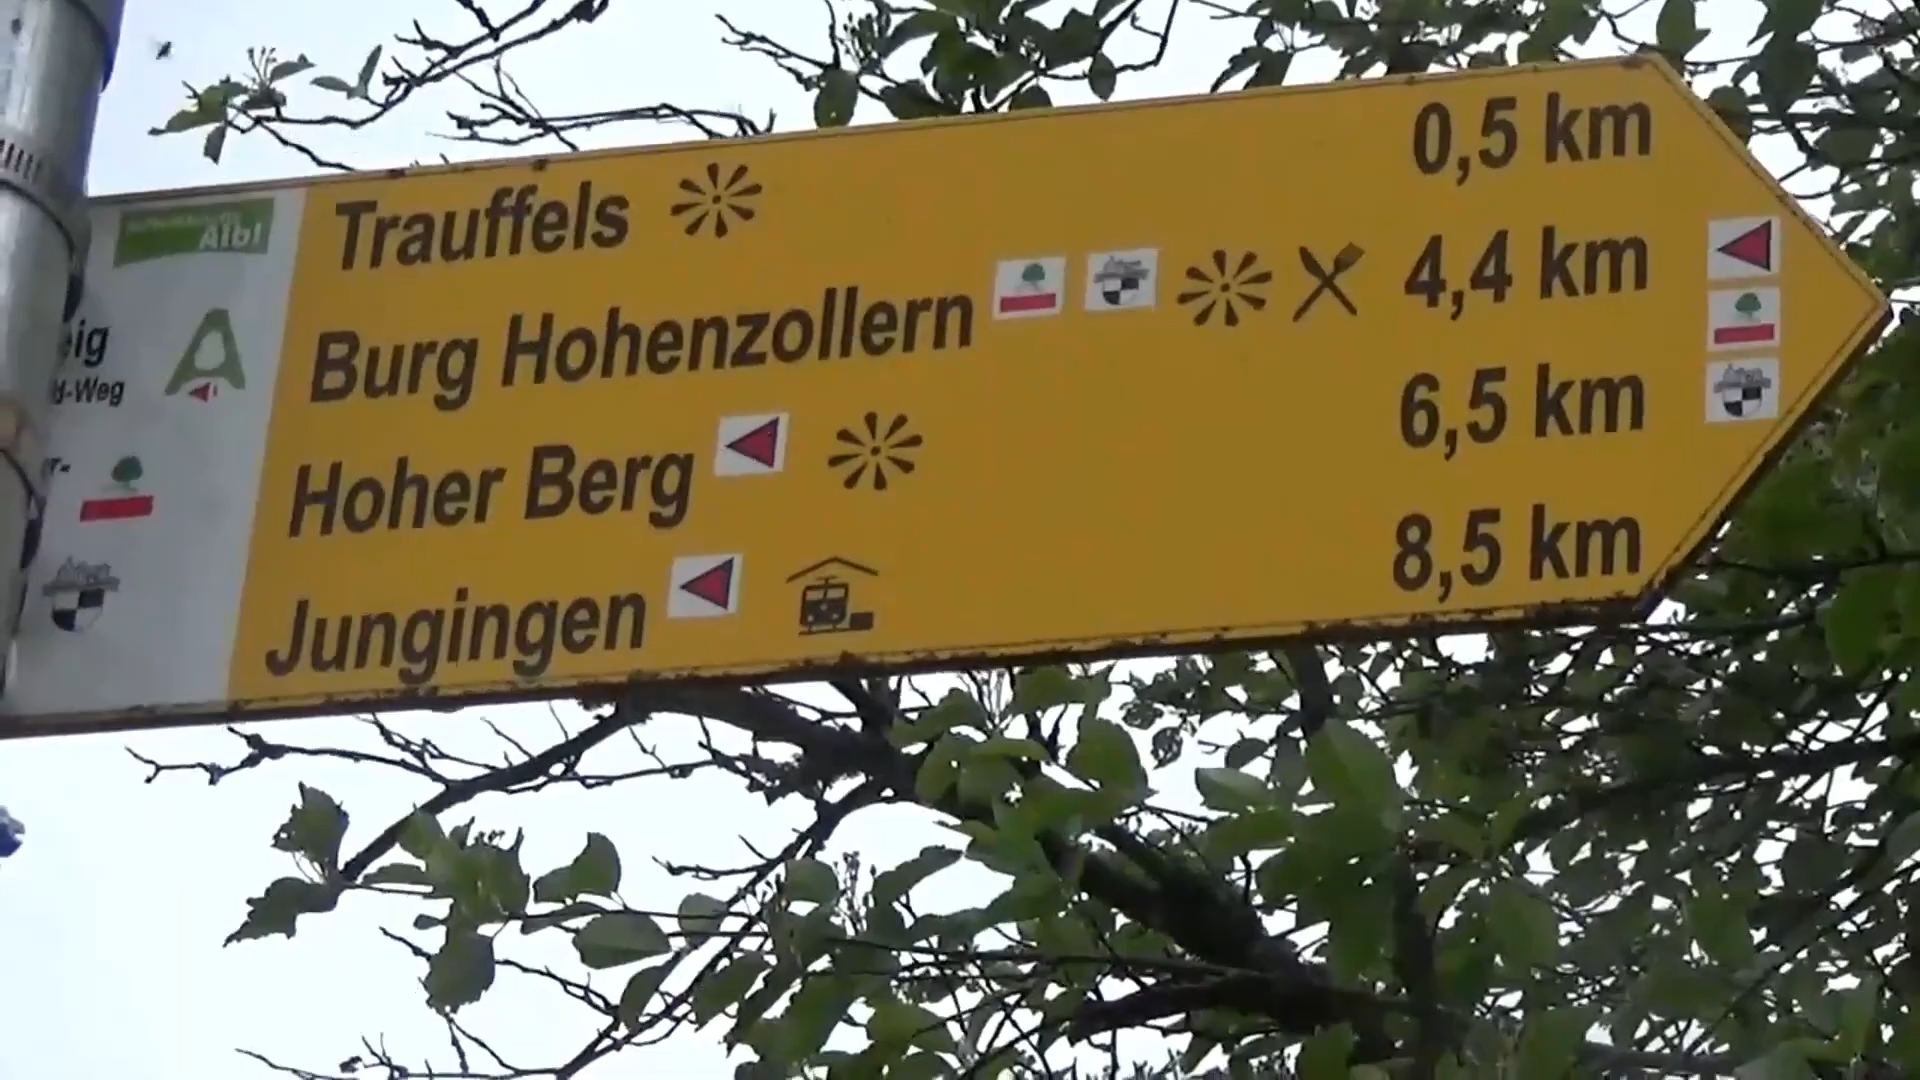 Trauffels 0,5 km
Burg Hohenzollern 4,4 km
Hoher Berg 6,5 km
Jungingen 8,5 km
Alb!
eig
d-Weg
r-